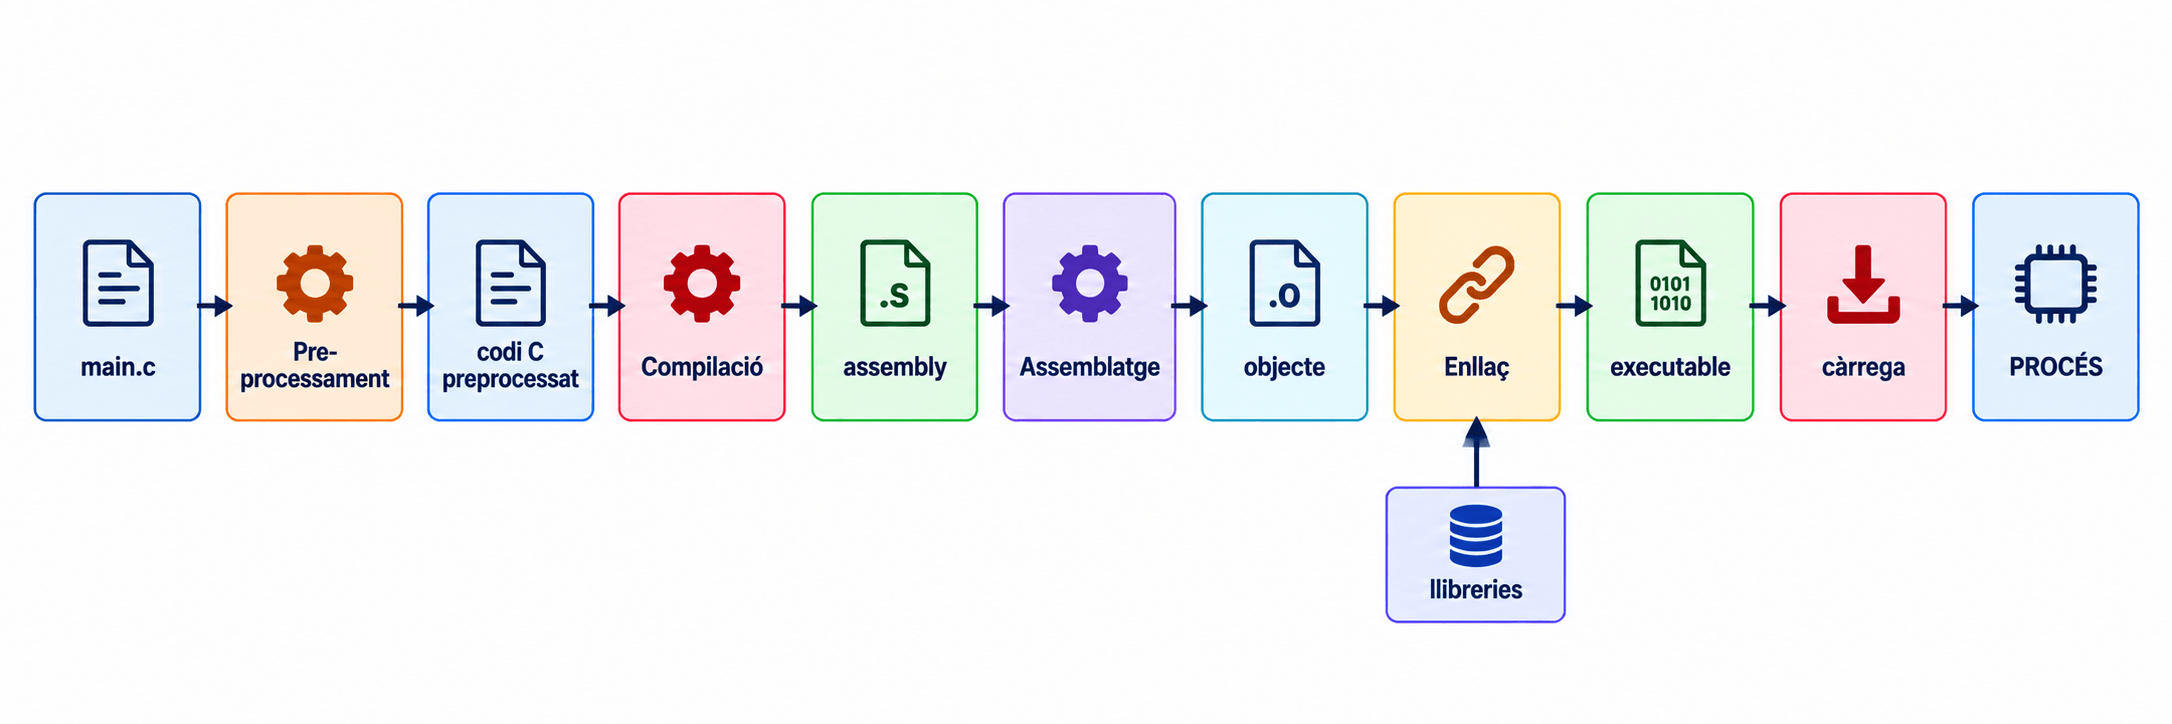 main.c
Pre-
processament
codi C
preprocessat
Compilació
.S
assembly
Assemblatge
.O
objecte
Enllaç
0101
1010
executable
càrrega
PROCÉS
llibreries